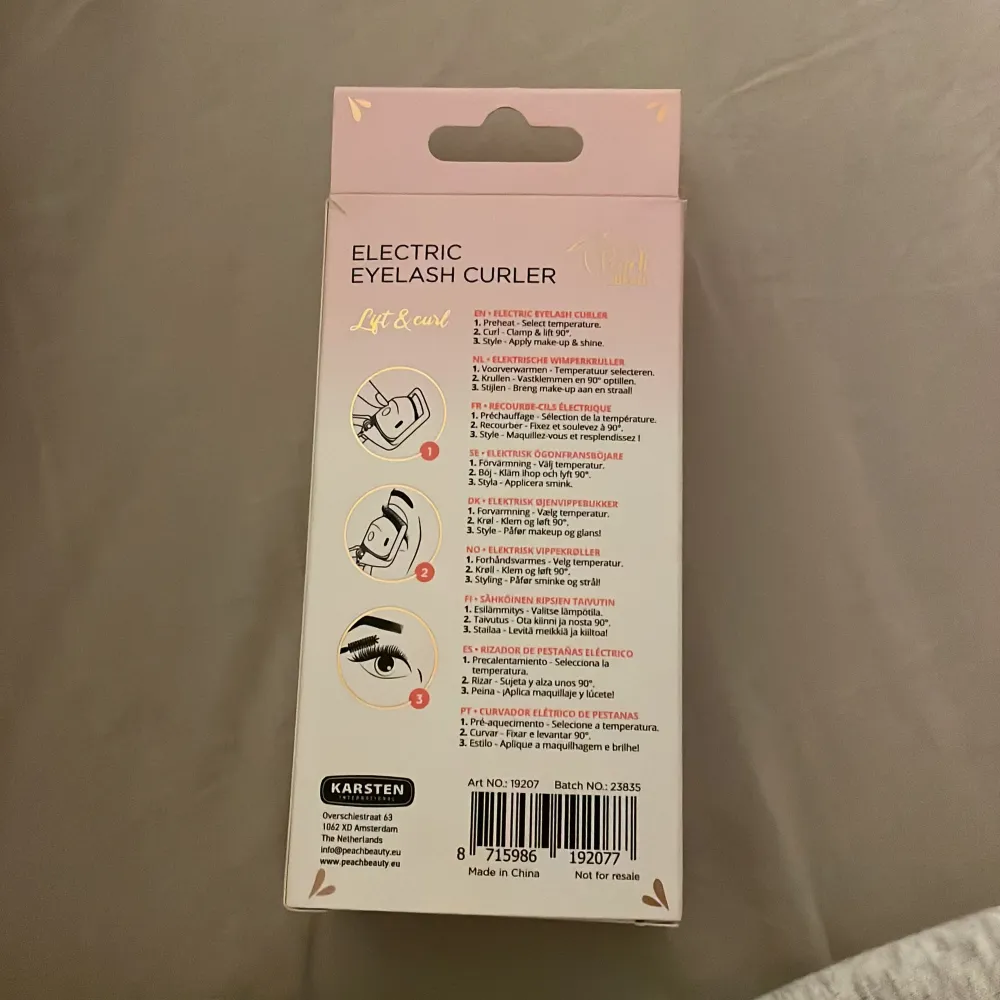 ELECTRIC
EYELASH CURLER
Lift & curl
EN • ELECTRIC EYELASH CURLER
1. Preheat - Select temperature.
2. Curl - Clamp & lift 90°.
3. Style - Apply make-up & shine.
NL • ELEKTRISCHE WIMPERKRULLER
1. Voorverwarmen - Temperatuur selecteren.
2. Krullen - Vastklemmen en 90° optillen.
3. Stijlen - Breng make-up aan en straal!
FR • RECOURBE-CILS ÉLECTRIQUE
1. Préchauffage - Sélection de la température.
2. Recourber - Fixez et soulevez à 90°.
3. Style - Maquillez-vous et resplendissez !
SE • ELEKTRISK ÖGONFRANSBÖJARE
1. Förvärmning - Välj temperatur.
2. Böj - Kläm ihop och lyft 90°.
3. Styla - Applicera smink.
DK • ELEKTRISK ØJENVIPPEBUKKER
1. Forvarmning - Vælg temperatur.
2. Krøl - Klem og løft 90°.
3. Style - Påfør makeup og glans!
NO • ELEKTRISK VIPPEKRØLLER
1. Forhåndsvarmes - Velg temperatur.
2. Krøll - Klem og løft 90°.
3. Styling - Påfør sminke og strål!
FI • SÄHKÖINEN RIPSIEN TAIVUTIN
1. Esilämmitys - Valitse lämpötila.
2. Taivutus - Ota kiinni ja nosta 90°.
3. Stailaa - Levitä meikkiä ja kiiltoa!
ES • RIZADOR DE PESTAÑAS ELÉCTRICO
1. Precalentamiento - Selecciona la
temperatura.
2. Rizar - Sujeta y alza unos 90°.
3. Peina - ¡Aplica maquillaje y lúcete!
PT • CURVADOR ELÉTRICO DE PESTANAS
1. Pré-aquecimento - Selecione a temperatura.
2. Curvar - Fixar e levantar 90°.
3. Estilo - Aplique a maquilhagem e brilhe!
1
2
3
KARSTEN
INTERNATIONAL
Overschiestraat 63
1062 XD Amsterdam
The Netherlands
info@peachbeauty.eu
www.peachbeauty.eu
Art NO.: 19207 Batch NO.: 23835
8 715986 192077
Made in China Not for resale